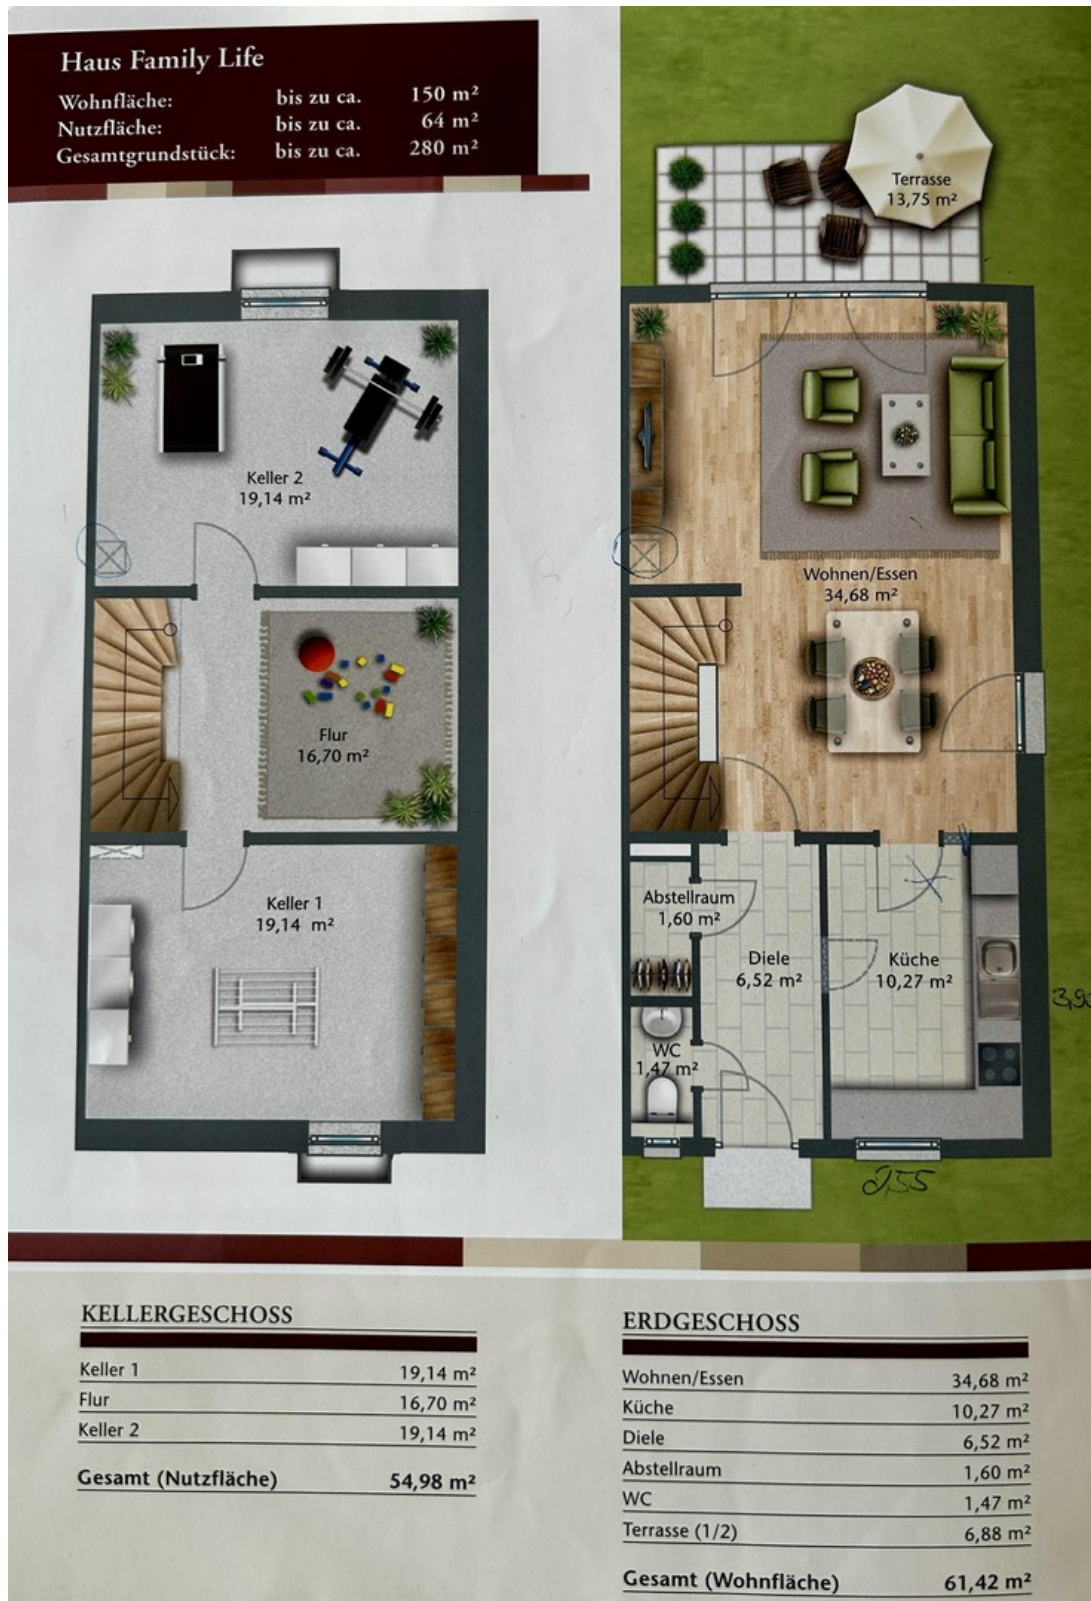 Haus Family Life
Wohnfläche: bis zu ca. 150 m²
Nutzfläche: bis zu ca. 64 m²
Gesamtgrundstück: bis zu ca. 280 m²
Terrasse
13,75 m²
Keller 2
19,14 m²
Wohnen/Essen
34,68 m²
Flur
16,70 m²
Keller 1
19,14 m²
Abstellraum
1,60 m²
Diele
6,52 m²
Küche
10,27 m²
WC
1,47 m²
2,55
KELLERGESCHOSS
Keller 1 19,14 m²
Flur 16,70 m²
Keller 2 19,14 m²
Gesamt (Nutzfläche) 54,98 m²
ERDGESCHOSS
Wohnen/Essen 34,68 m²
Küche 10,27 m²
Diele 6,52 m²
Abstellraum 1,60 m²
WC 1,47 m²
Terrasse (1/2) 6,88 m²
Gesamt (Wohnfläche) 61,42 m²